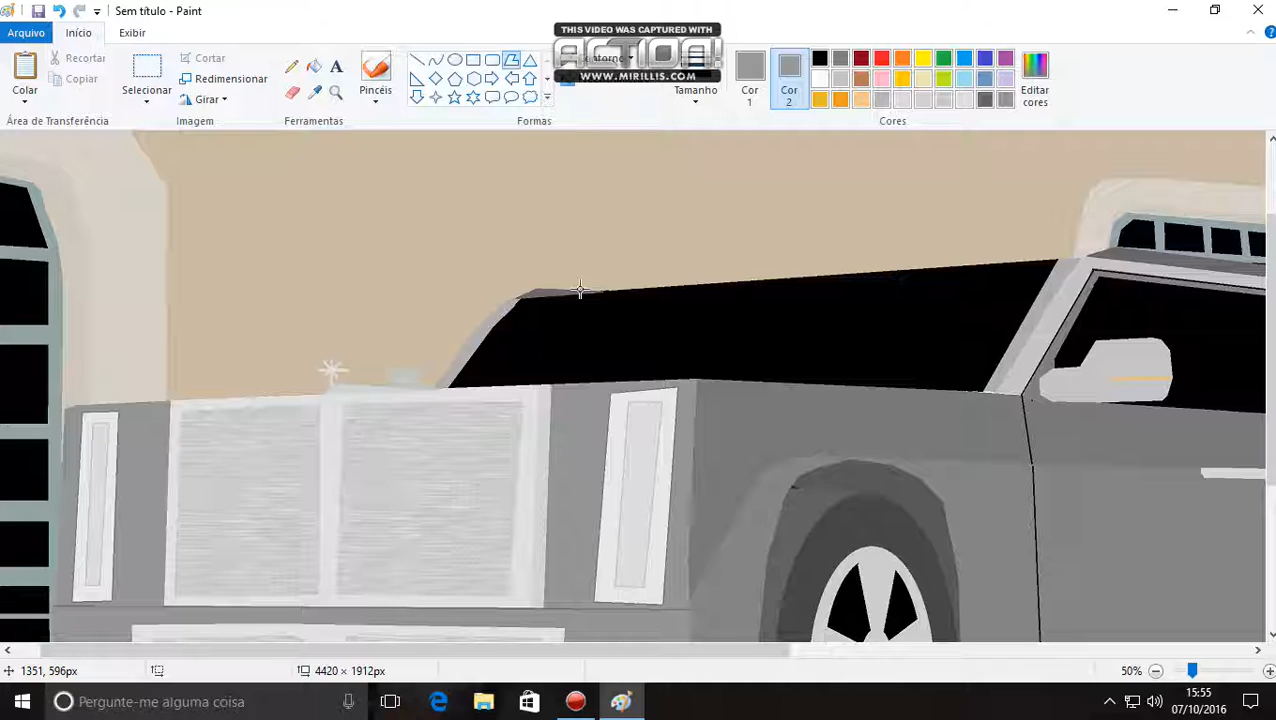 Sem título - Paint
THIS VIDEO WAS CAPTURED WITH
ACTION!
WWW.MIRILLIS.COM
Arquivo
Início
Exibir
Colar
Recortar
Copiar
Área de Transferência
Selecionar
Cortar
Redimensionar
Girar
Imagem
A
Ferramentas
Pincéis
Formas
Tamanho
Cor
1
Cor
2
Editar
cores
Cores
1351, 596px
4420 × 1912px
50%
Pergunte-me alguma coisa
15:55
07/10/2016